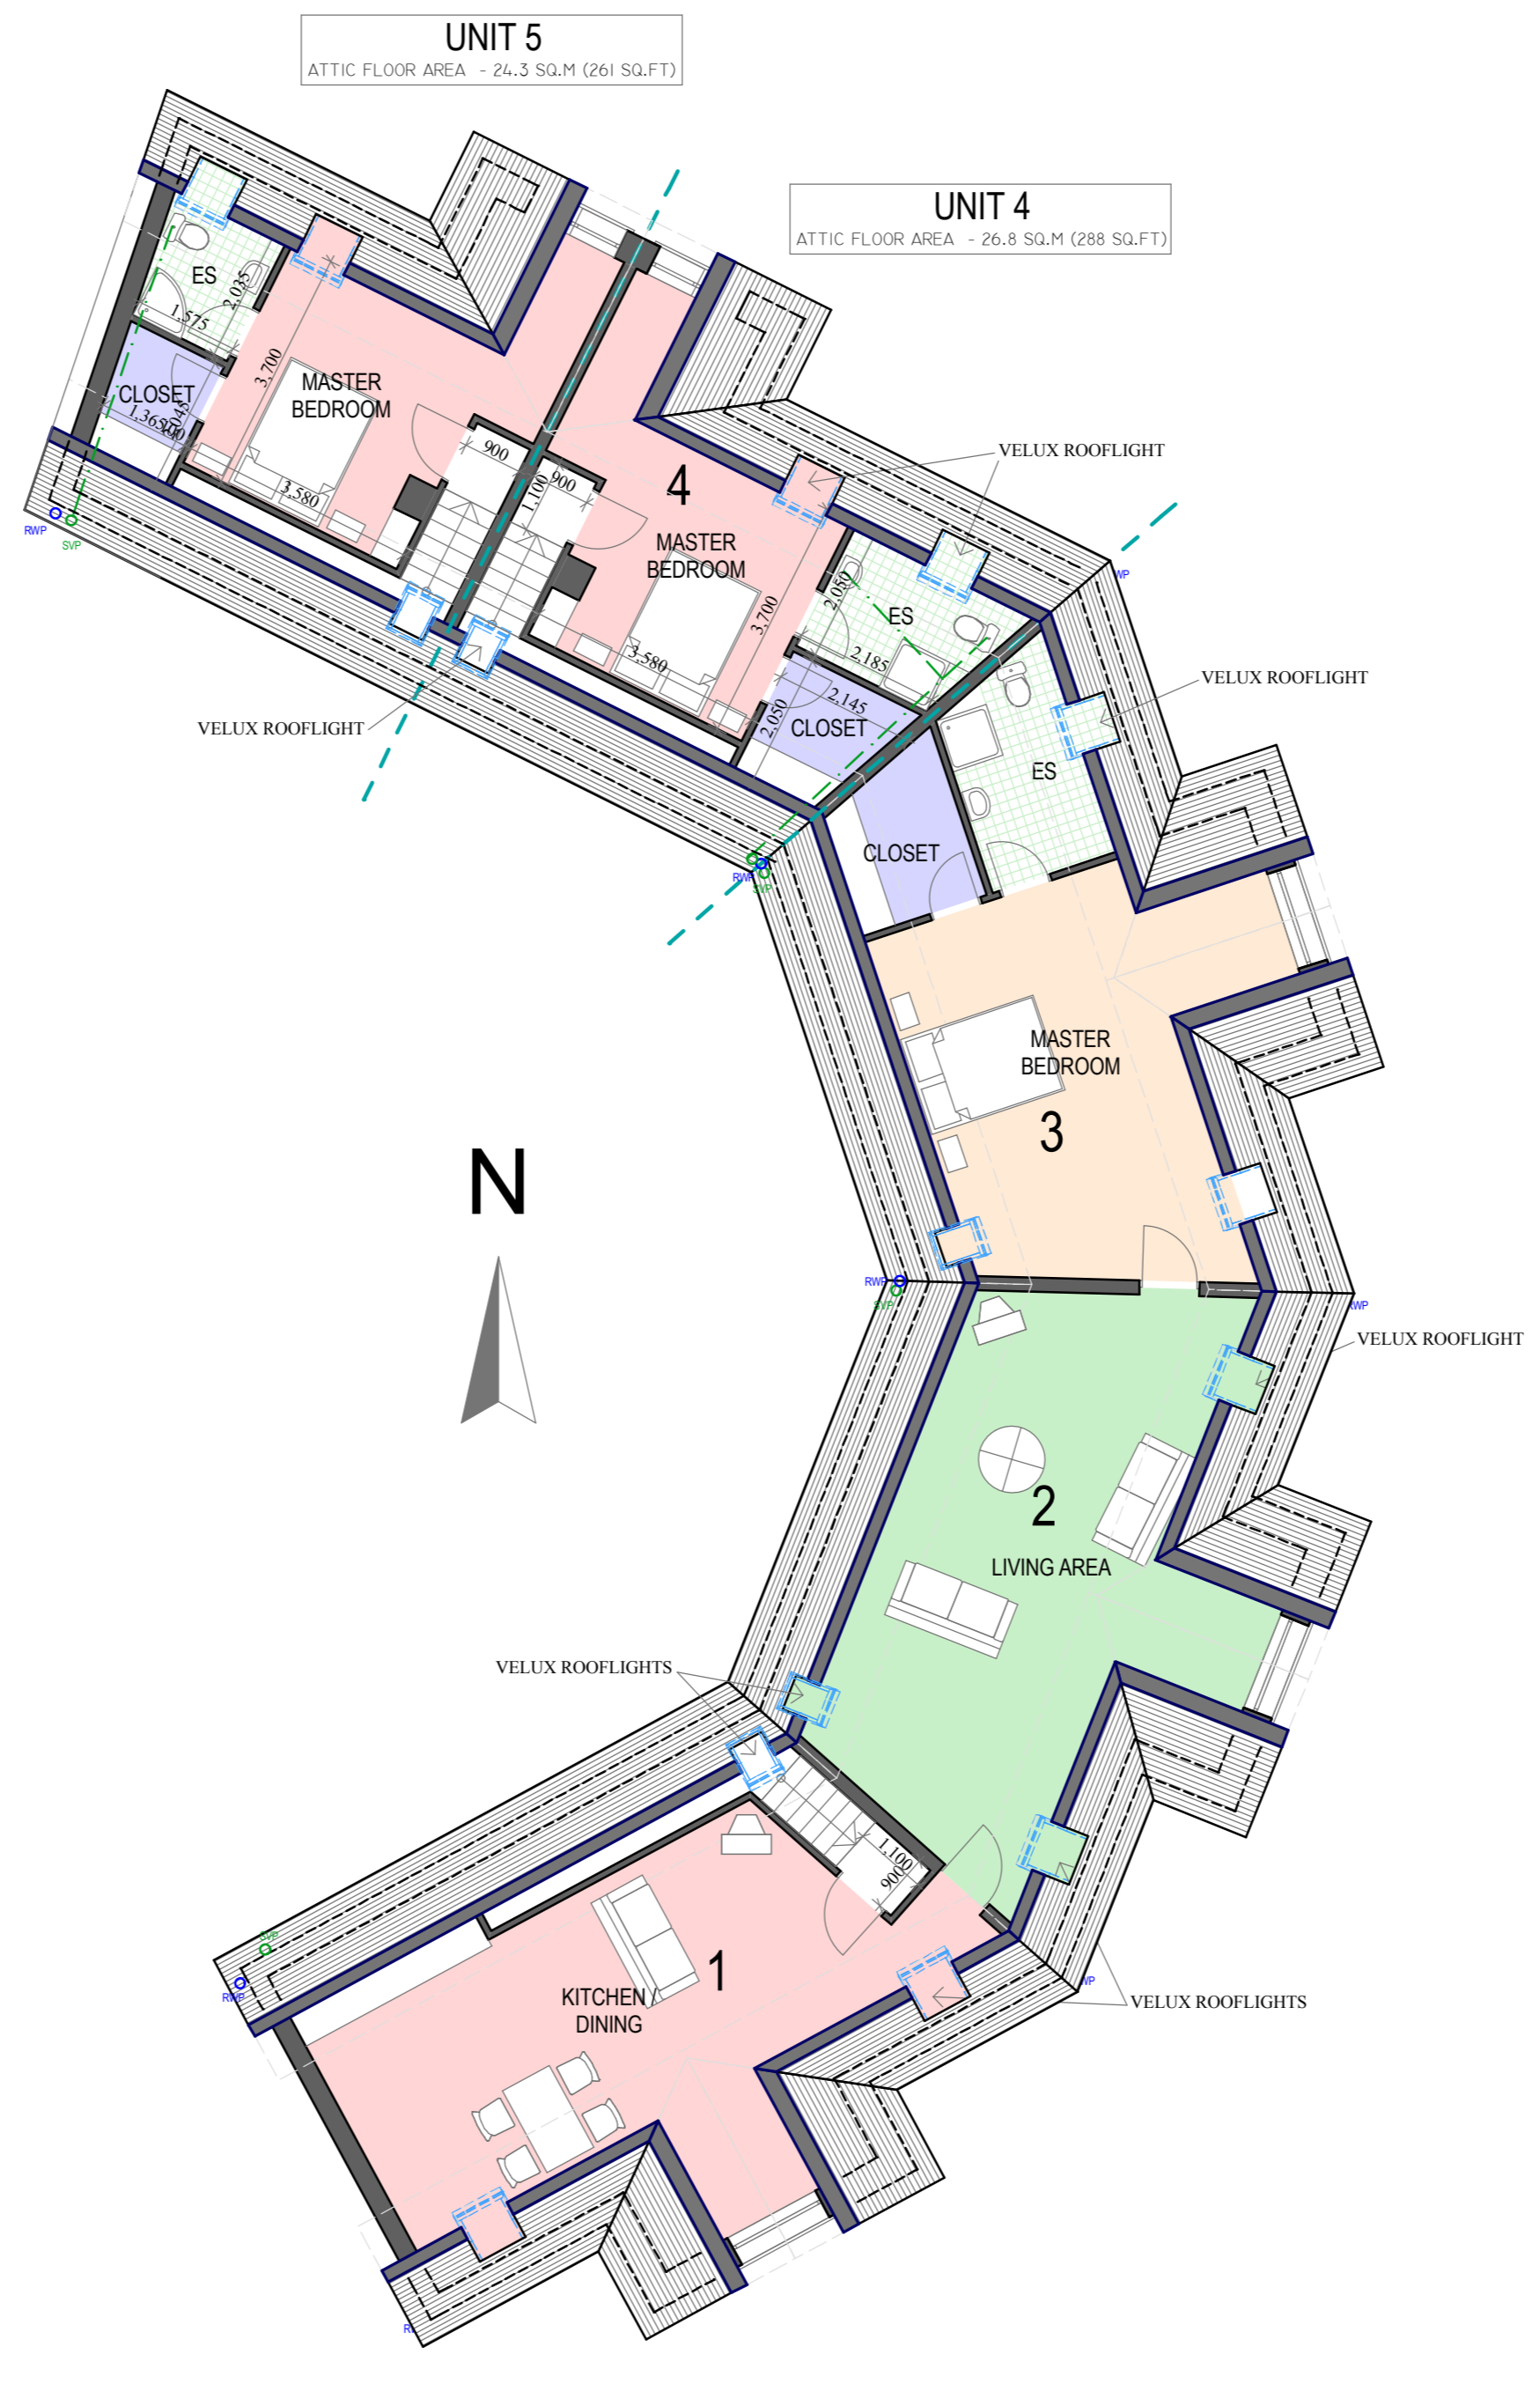 UNIT 5
ATTIC FLOOR AREA - 24.3 SQ.M (261 SQ.FT)
UNIT 4
ATTIC FLOOR AREA - 26.8 SQ.M (288 SQ.FT)
ES
2,035
1,575
3,700
CLOSET
MASTER
BEDROOM
3,580
900
1,100
900
4
MASTER
BEDROOM
VELUX ROOFLIGHT
RWP
SVP
ES
2,050
2,185
3,700
3,580
CLOSET
2,145
2,050
VELUX ROOFLIGHT
VELUX ROOFLIGHT
ES
CLOSET
RWP
SVP
MASTER
BEDROOM
3
N
RWP
SVP
RWP
VELUX ROOFLIGHT
2
LIVING AREA
VELUX ROOFLIGHTS
1,100
900
1
KITCHEN /
DINING
SVP
RWP
VELUX ROOFLIGHTS